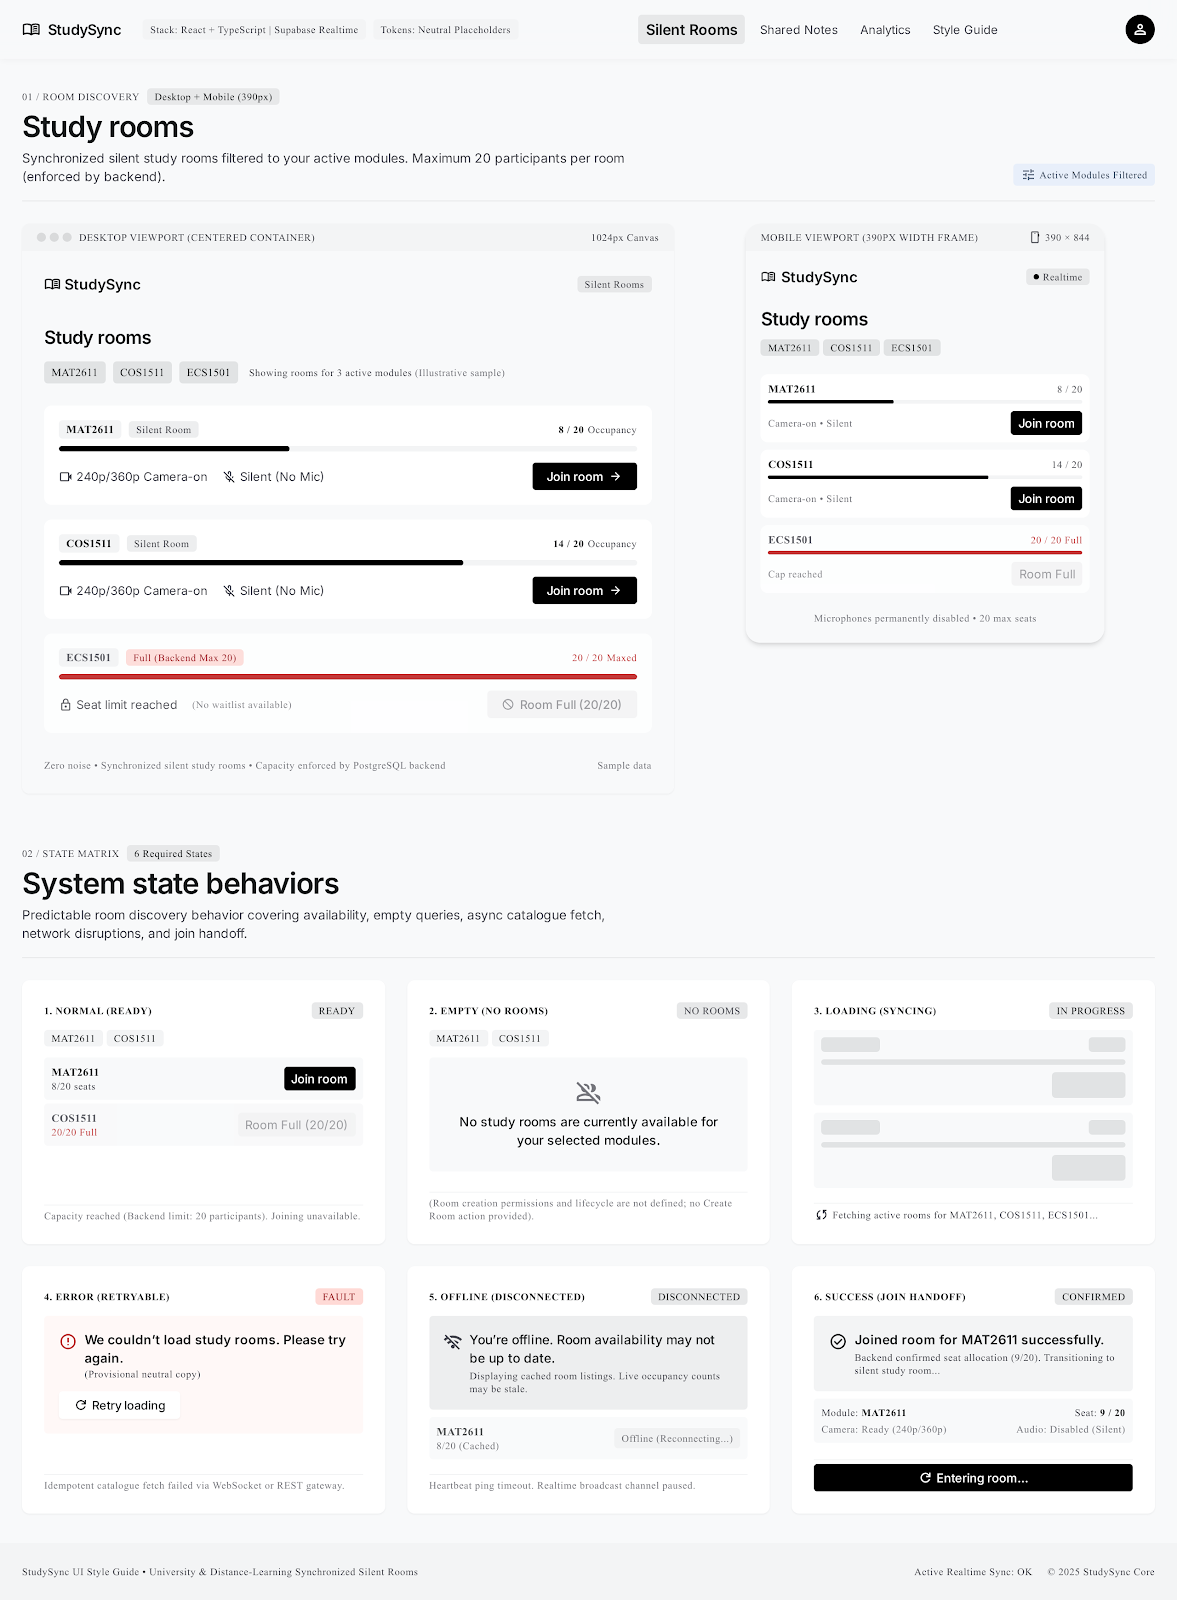 StudySync
Stack: React + TypeScript | Supabase Realtime
Tokens: Neutral Placeholders
Silent Rooms
Shared Notes
Analytics
Style Guide
01 / ROOM DISCOVERY
Desktop + Mobile (390px)
Study rooms
Synchronized silent study rooms filtered to your active modules. Maximum 20 participants per room
(enforced by backend).
Active Modules Filtered
DESKTOP VIEWPORT (CENTERED CONTAINER)
1024px Canvas
StudySync
Silent Rooms
Study rooms
MAT2611
COS1511
ECS1501
Showing rooms for 3 active modules (Illustrative sample)
MAT2611
Silent Room
8 / 20 Occupancy
240p/360p Camera-on
Silent (No Mic)
Join room →
COS1511
Silent Room
14 / 20 Occupancy
240p/360p Camera-on
Silent (No Mic)
Join room →
ECS1501
Full (Backend Max 20)
20 / 20 Maxed
Seat limit reached
(No waitlist available)
Room Full (20/20)
Zero noise • Synchronized silent study rooms • Capacity enforced by PostgreSQL backend
Sample data
MOBILE VIEWPORT (390PX WIDTH FRAME)
390 × 844
StudySync
● Realtime
Study rooms
MAT2611
COS1511
ECS1501
MAT2611
8 / 20
Camera-on • Silent
Join room
COS1511
14 / 20
Camera-on • Silent
Join room
ECS1501
20 / 20 Full
Cap reached
Room Full
Microphones permanently disabled • 20 max seats
02 / STATE MATRIX
6 Required States
System state behaviors
Predictable room discovery behavior covering availability, empty queries, async catalogue fetch,
network disruptions, and join handoff.
1. NORMAL (READY)
READY
MAT2611
COS1511
MAT2611
8/20 seats
Join room
COS1511
20/20 Full
Room Full (20/20)
Capacity reached (Backend limit: 20 participants). Joining unavailable.
2. EMPTY (NO ROOMS)
NO ROOMS
MAT2611
COS1511
No study rooms are currently available for
your selected modules.
(Room creation permissions and lifecycle are not defined; no Create
Room action provided).
3. LOADING (SYNCING)
IN PROGRESS
Fetching active rooms for MAT2611, COS1511, ECS1501...
4. ERROR (RETRYABLE)
FAULT
We couldn’t load study rooms. Please try
again.
(Provisional neutral copy)
Retry loading
Idempotent catalogue fetch failed via WebSocket or REST gateway.
5. OFFLINE (DISCONNECTED)
DISCONNECTED
You’re offline. Room availability may not
be up to date.
Displaying cached room listings. Live occupancy counts
may be stale.
MAT2611
8/20 (Cached)
Offline (Reconnecting...)
Heartbeat ping timeout. Realtime broadcast channel paused.
6. SUCCESS (JOIN HANDOFF)
CONFIRMED
Joined room for MAT2611 successfully.
Backend confirmed seat allocation (9/20). Transitioning to
silent study room...
Module: MAT2611
Seat: 9 / 20
Camera: Ready (240p/360p)
Audio: Disabled (Silent)
Entering room...
StudySync UI Style Guide • University & Distance-Learning Synchronized Silent Rooms
Active Realtime Sync: OK
© 2025 StudySync Core